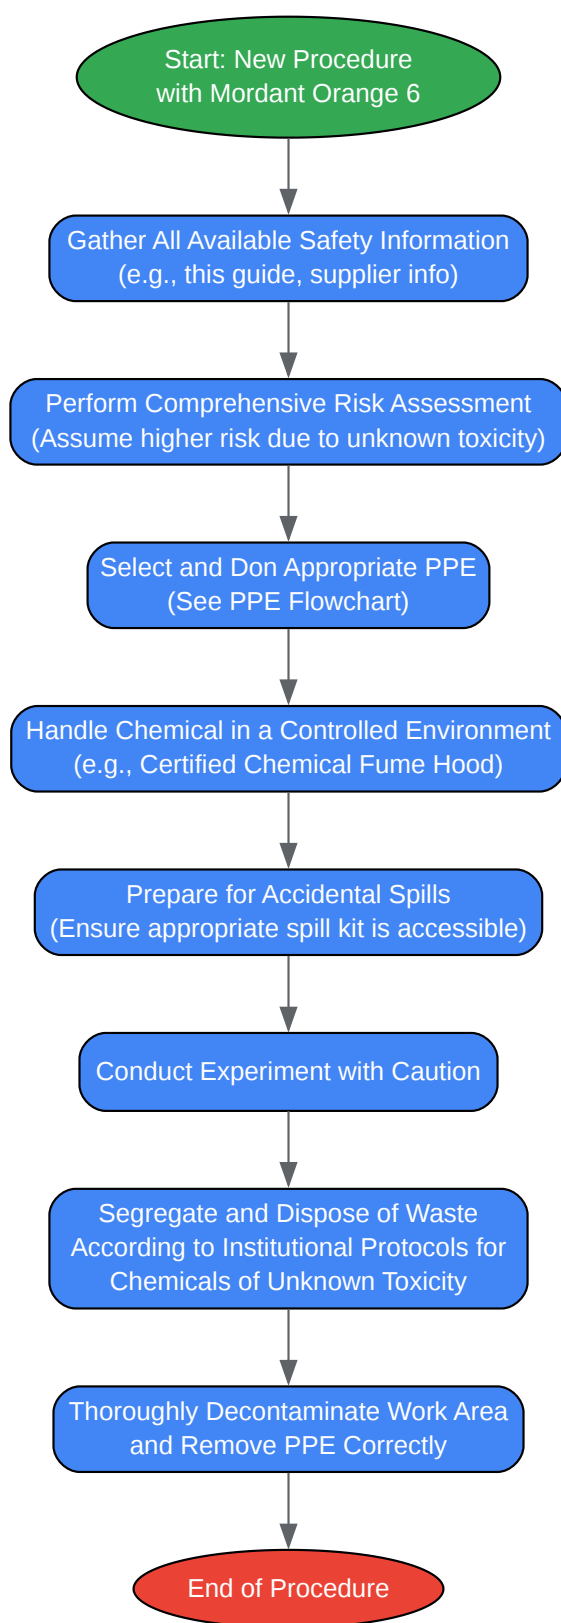 Start: New Procedure
with Mordant Orange 6
Gather All Available Safety Information
(e.g., this guide, supplier info)
Perform Comprehensive Risk Assessment
(Assume higher risk due to unknown toxicity)
Select and Don Appropriate PPE
(See PPE Flowchart)
Handle Chemical in a Controlled Environment
(e.g., Certified Chemical Fume Hood)
Prepare for Accidental Spills
(Ensure appropriate spill kit is accessible)
Conduct Experiment with Caution
Segregate and Dispose of Waste
According to Institutional Protocols for
Chemicals of Unknown Toxicity
Thoroughly Decontaminate Work Area
and Remove PPE Correctly
End of Procedure